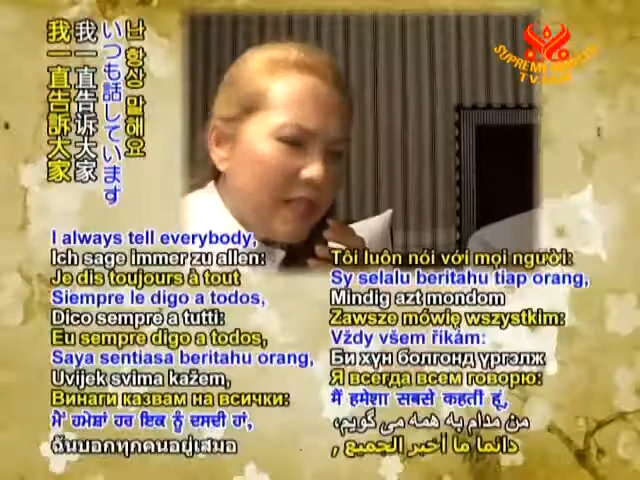 난 항상 말해요
いつも話しています
我一直告诉大家
我一直告訴大家
SUPREME MASTER
TV.com
I always tell everybody,
Ich sage immer zu allen:
Je dis toujours à tout
Siempre le digo a todos,
Dico sempre a tutti:
Eu sempre digo a todos,
Saya sentiasa beritahu orang,
Uvijek svima kažem,
Винаги казвам на всички:
ਮੈਂ ਹਮੇਸ਼ਾਂ ਹਰ ਇਕ ਨੂੰ ਦਸਦੀ ਹਾਂ,
ฉันบอกทุกคนอยู่เสมอ
Tôi luôn nói với mọi người:
Sy selalu beritahu tiap orang,
Mindig azt mondom
Zawsze mówię wszystkim:
Vždy všem říkám:
Би хүн болгонд үргэлж
Я всегда всем говорю:
मैं हमेशा सबसे कहती हूं,
من مدام به همه می گویم،
دائما ما أخبر الجميع ,